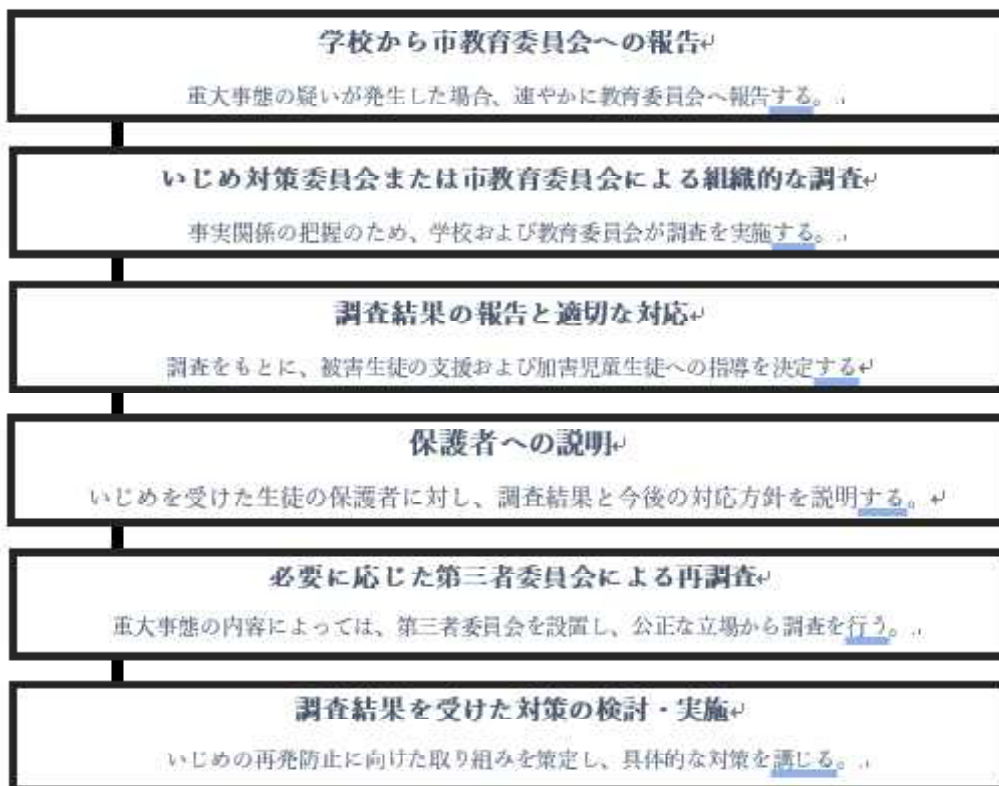 学校から市教育委員会への報告
重大事態の疑いが発生した場合、速やかに教育委員会へ報告する。
いじめ対策委員会または市教育委員会による組織的な調査
事実関係の把握のため、学校および教育委員会が調査を実施する。
調査結果の報告と適切な対応
調査をもとに、被害生徒の支援および加害児童生徒への指導を決定する
保護者への説明
いじめを受けた生徒の保護者に対し、調査結果と今後の対応方針を説明する。
必要に応じた第三者委員会による再調査
重大事態の内容によっては、第三者委員会を設置し、公正な立場から調査を行う。
調査結果を受けた対策の検討・実施
いじめの再発防止に向けた取り組みを策定し、具体的な対策を講じる。